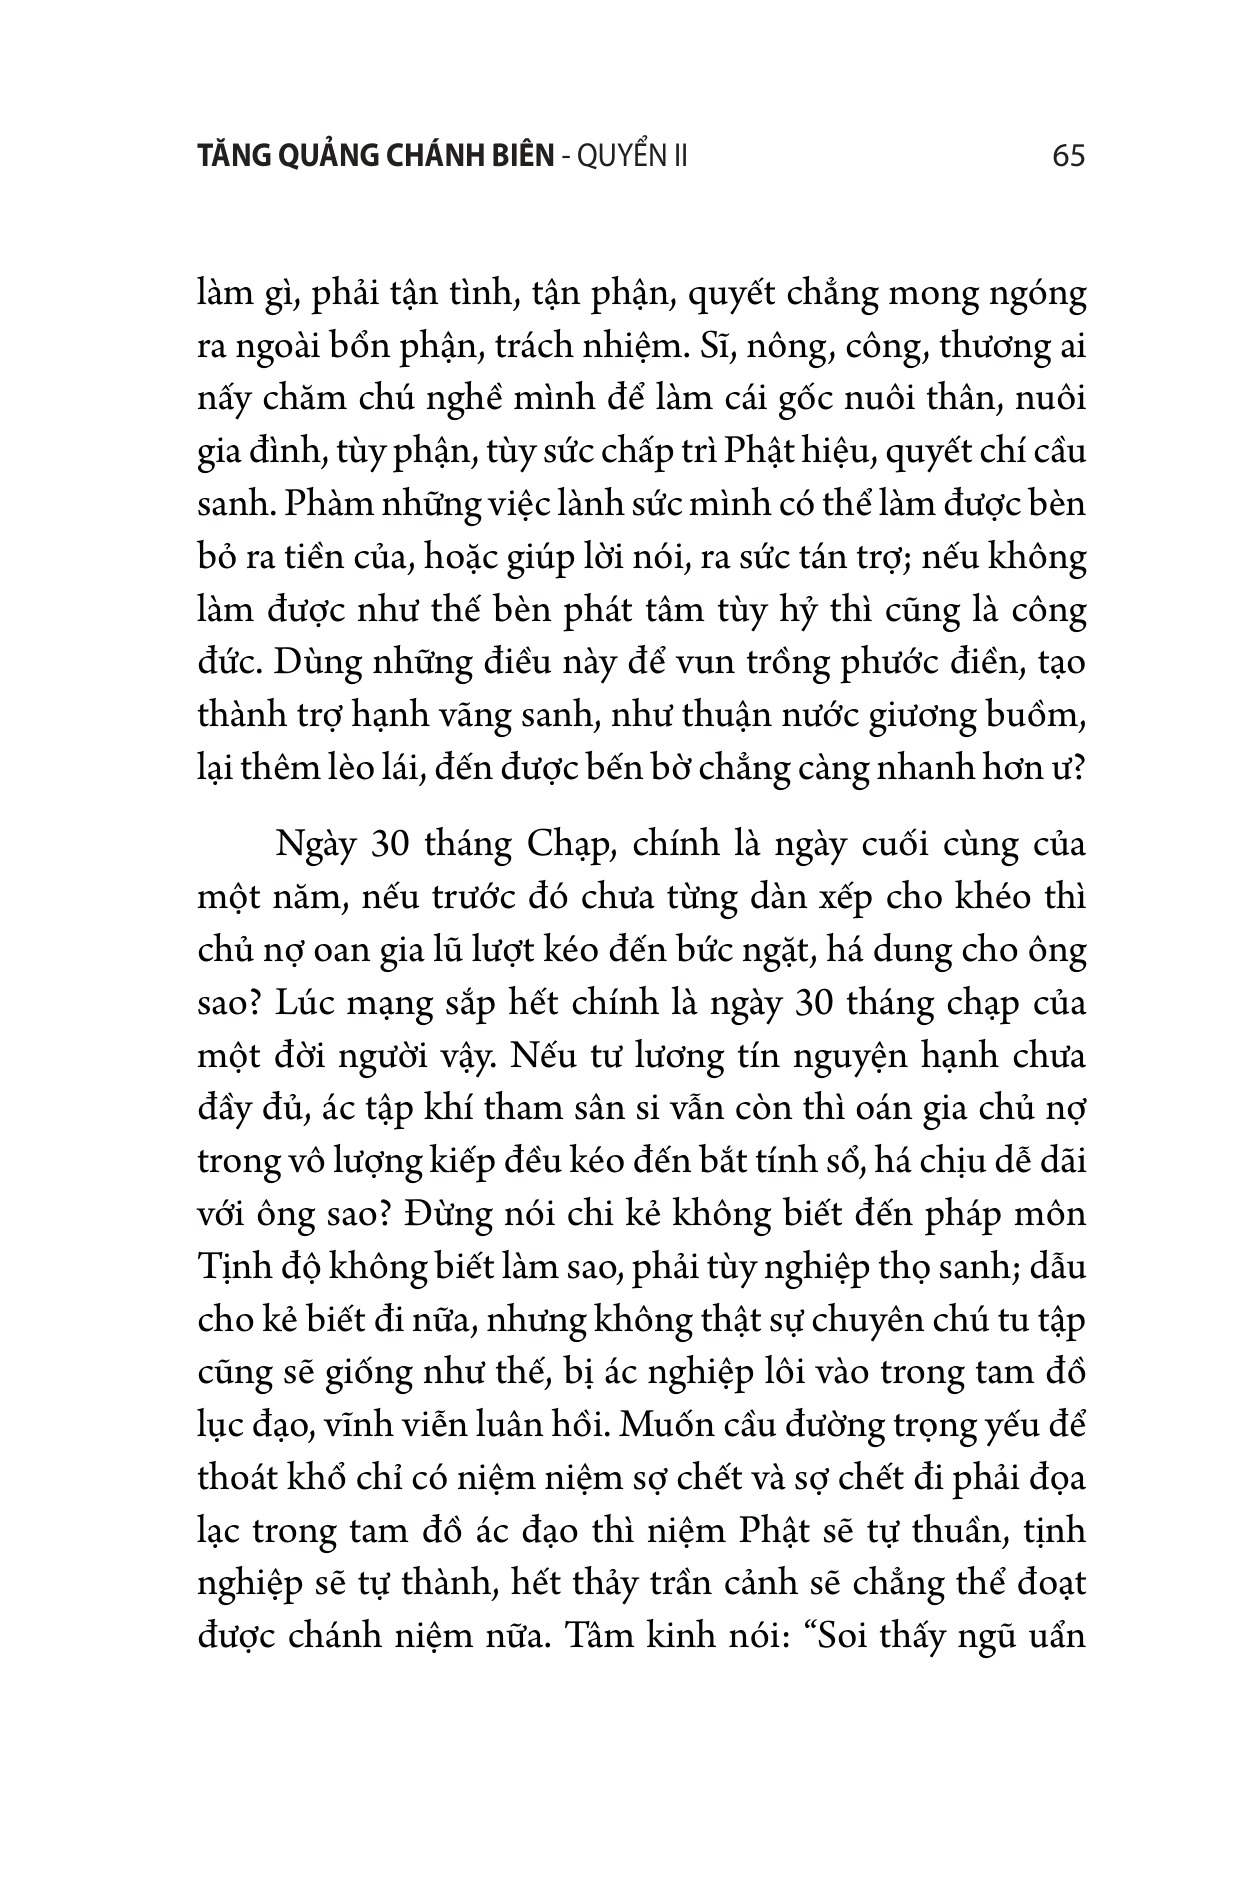 TĂNG QUẢNG CHÁNH BIÊN - QUYỂN II 65
làm gì, phải tận tình, tận phận, quyết chẳng mong ngóng
ra ngoài bổn phận, trách nhiệm. Sĩ, nông, công, thương ai
nấy chăm chú nghề mình để làm cái gốc nuôi thân, nuôi
gia đình, tùy phận, tùy sức chấp trì Phật hiệu, quyết chí cầu
sanh. Phàm những việc lành sức mình có thể làm được bèn
bỏ ra tiền của, hoặc giúp lời nói, ra sức tán trợ; nếu không
làm được như thế bèn phát tâm tùy hỷ thì cũng là công
đức. Dùng những điều này để vun trồng phước điền, tạo
thành trợ hạnh vãng sanh, như thuận nước giương buồm,
lại thêm lèo lái, đến được bến bờ chẳng càng nhanh hơn ư?
Ngày 30 tháng Chạp, chính là ngày cuối cùng của
một năm, nếu trước đó chưa từng dàn xếp cho khéo thì
chủ nợ oan gia lũ lượt kéo đến bức ngặt, há dung cho ông
sao? Lúc mạng sắp hết chính là ngày 30 tháng chạp của
một đời người vậy. Nếu tư lương tín nguyện hạnh chưa
đầy đủ, ác tập khí tham sân si vẫn còn thì oán gia chủ nợ
trong vô lượng kiếp đều kéo đến bắt tính sổ, há chịu dễ dãi
với ông sao? Đừng nói chi kẻ không biết đến pháp môn
Tịnh độ không biết làm sao, phải tùy nghiệp thọ sanh; dẫu
cho kẻ biết đi nữa, nhưng không thật sự chuyên chú tu tập
cũng sẽ giống như thế, bị ác nghiệp lôi vào trong tam đồ
lục đạo, vĩnh viễn luân hồi. Muốn cầu đường trọng yếu để
thoát khổ chỉ có niệm niệm sợ chết và sợ chết đi phải đọa
lạc trong tam đồ ác đạo thì niệm Phật sẽ tự thuần, tịnh
nghiệp sẽ tự thành, hết thảy trần cảnh sẽ chẳng thể đoạt
được chánh niệm nữa. Tâm kinh nói: “Soi thấy ngũ uẩn